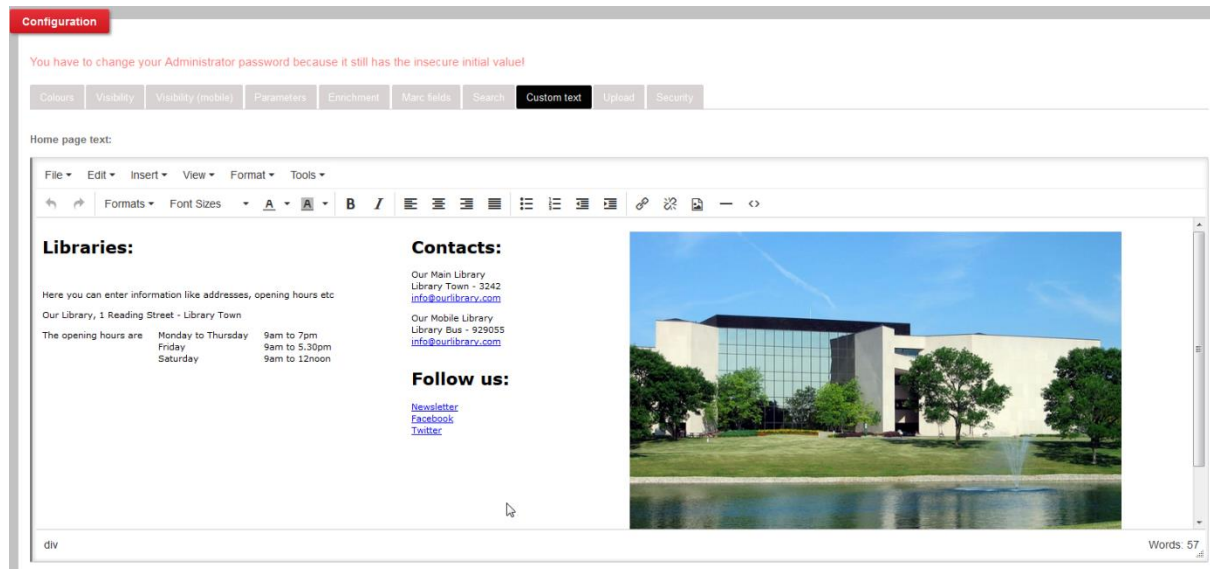 Configuration
You have to change your Administrator password because it still has the insecure initial value!
Colours Visibility Visibility (mobile) Parameters Enrichment Marc fields Search Custom text Upload Security
Home page text:
File Edit Insert View Format Tools
Formats Font Sizes A A B I
Libraries:
Here you can enter information like addresses, opening hours etc
Our Library, 1 Reading Street - Library Town
The opening hours are Monday to Thursday 9am to 7pm
Friday 9am to 5.30pm
Saturday 9am to 12noon
Contacts:
Our Main Library
Library Town - 3242
info@ourlibrary.com
Our Mobile Library
Library Bus - 929055
info@ourlibrary.com
Follow us:
Newsletter
Facebook
Twitter
div
Words: 57